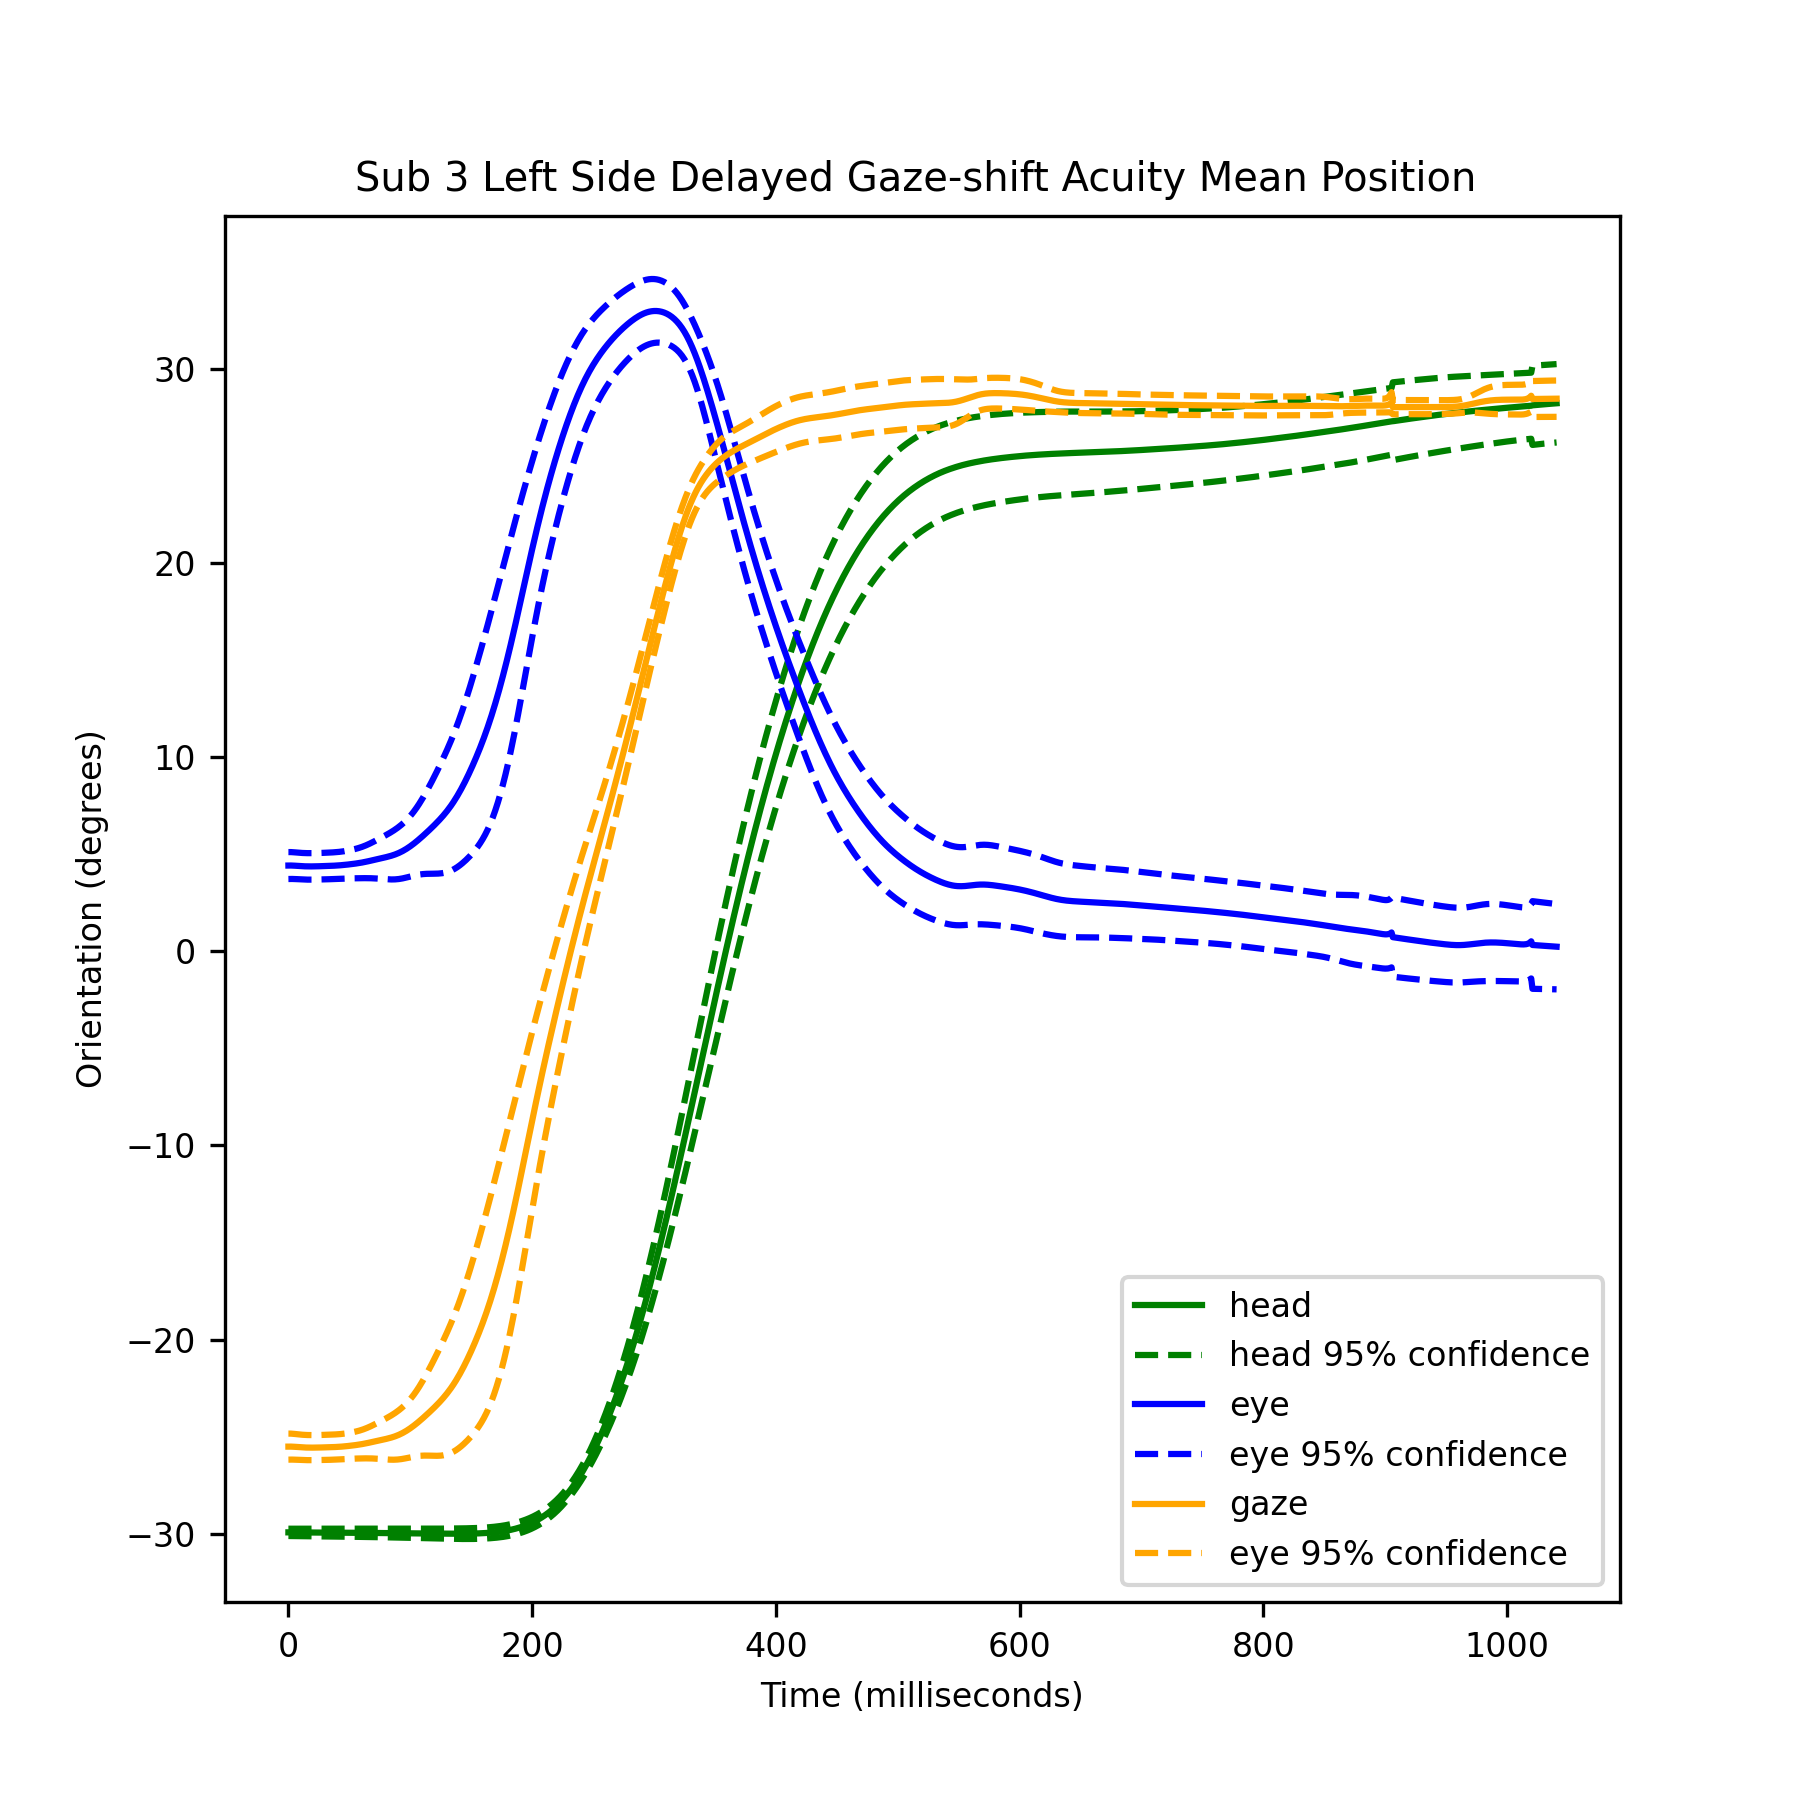 Sub 3 Left Side Delayed Gaze-shift Acuity Mean Position
Orientation (degrees)
30
20
10
0
−10
−20
−30
0 200 400 600 800 1000
Time (milliseconds)
head
head 95% confidence
eye
eye 95% confidence
gaze
eye 95% confidence